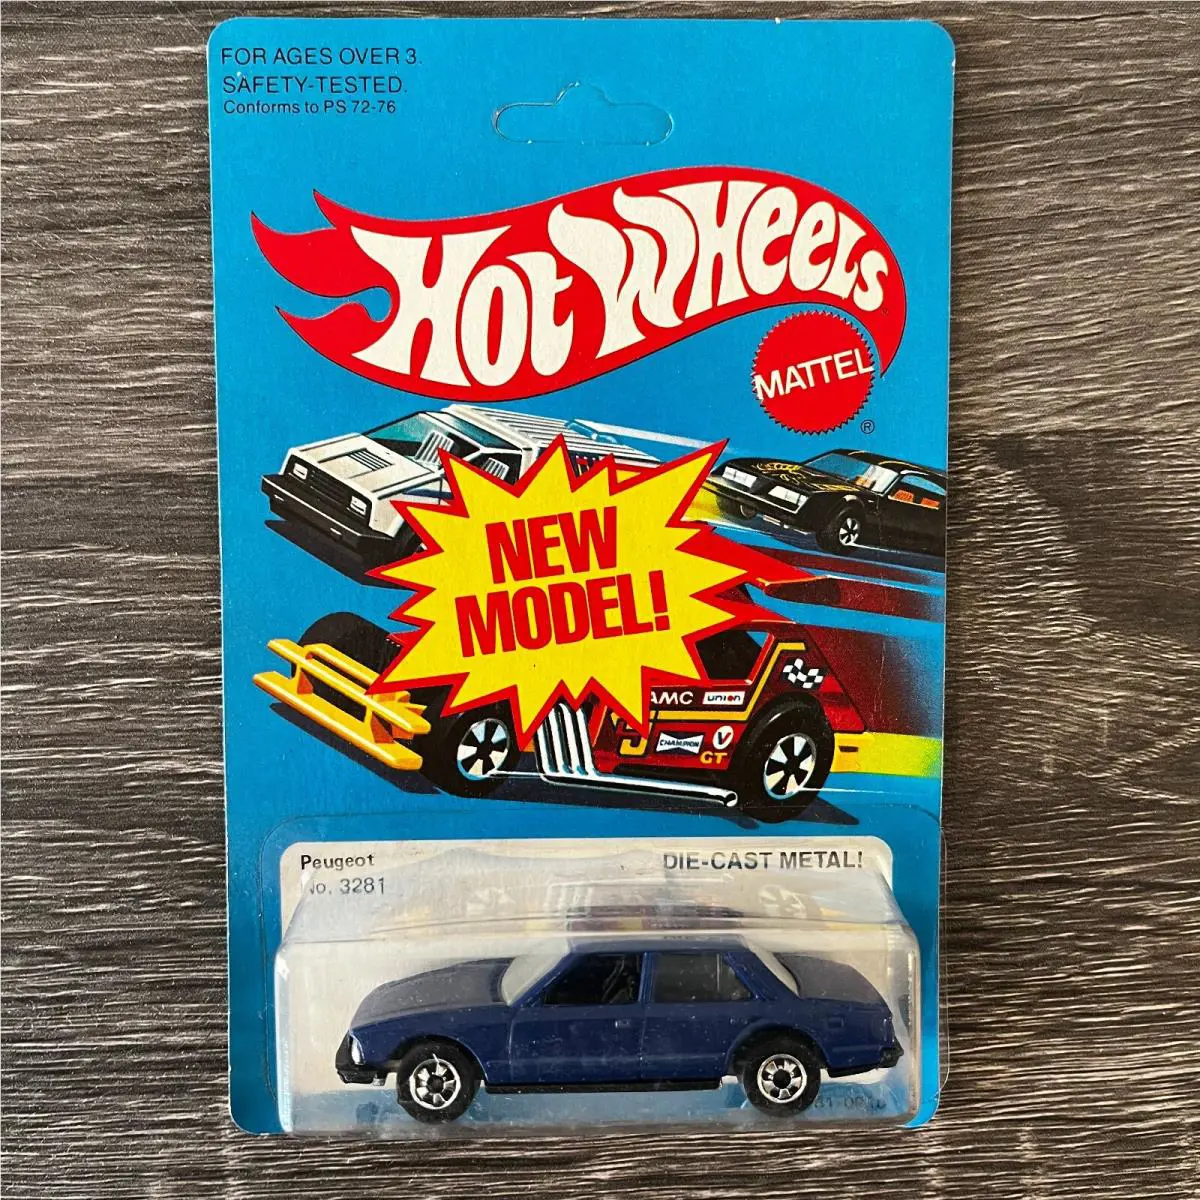 FOR AGES OVER 3.
SAFETY-TESTED.
Conforms to PS 72-76
HOT WHEELS
MATTEL
®
NEW
MODEL!
AMC union
CHAMPION V
GT
Peugeot
No. 3281
DIE-CAST METAL!